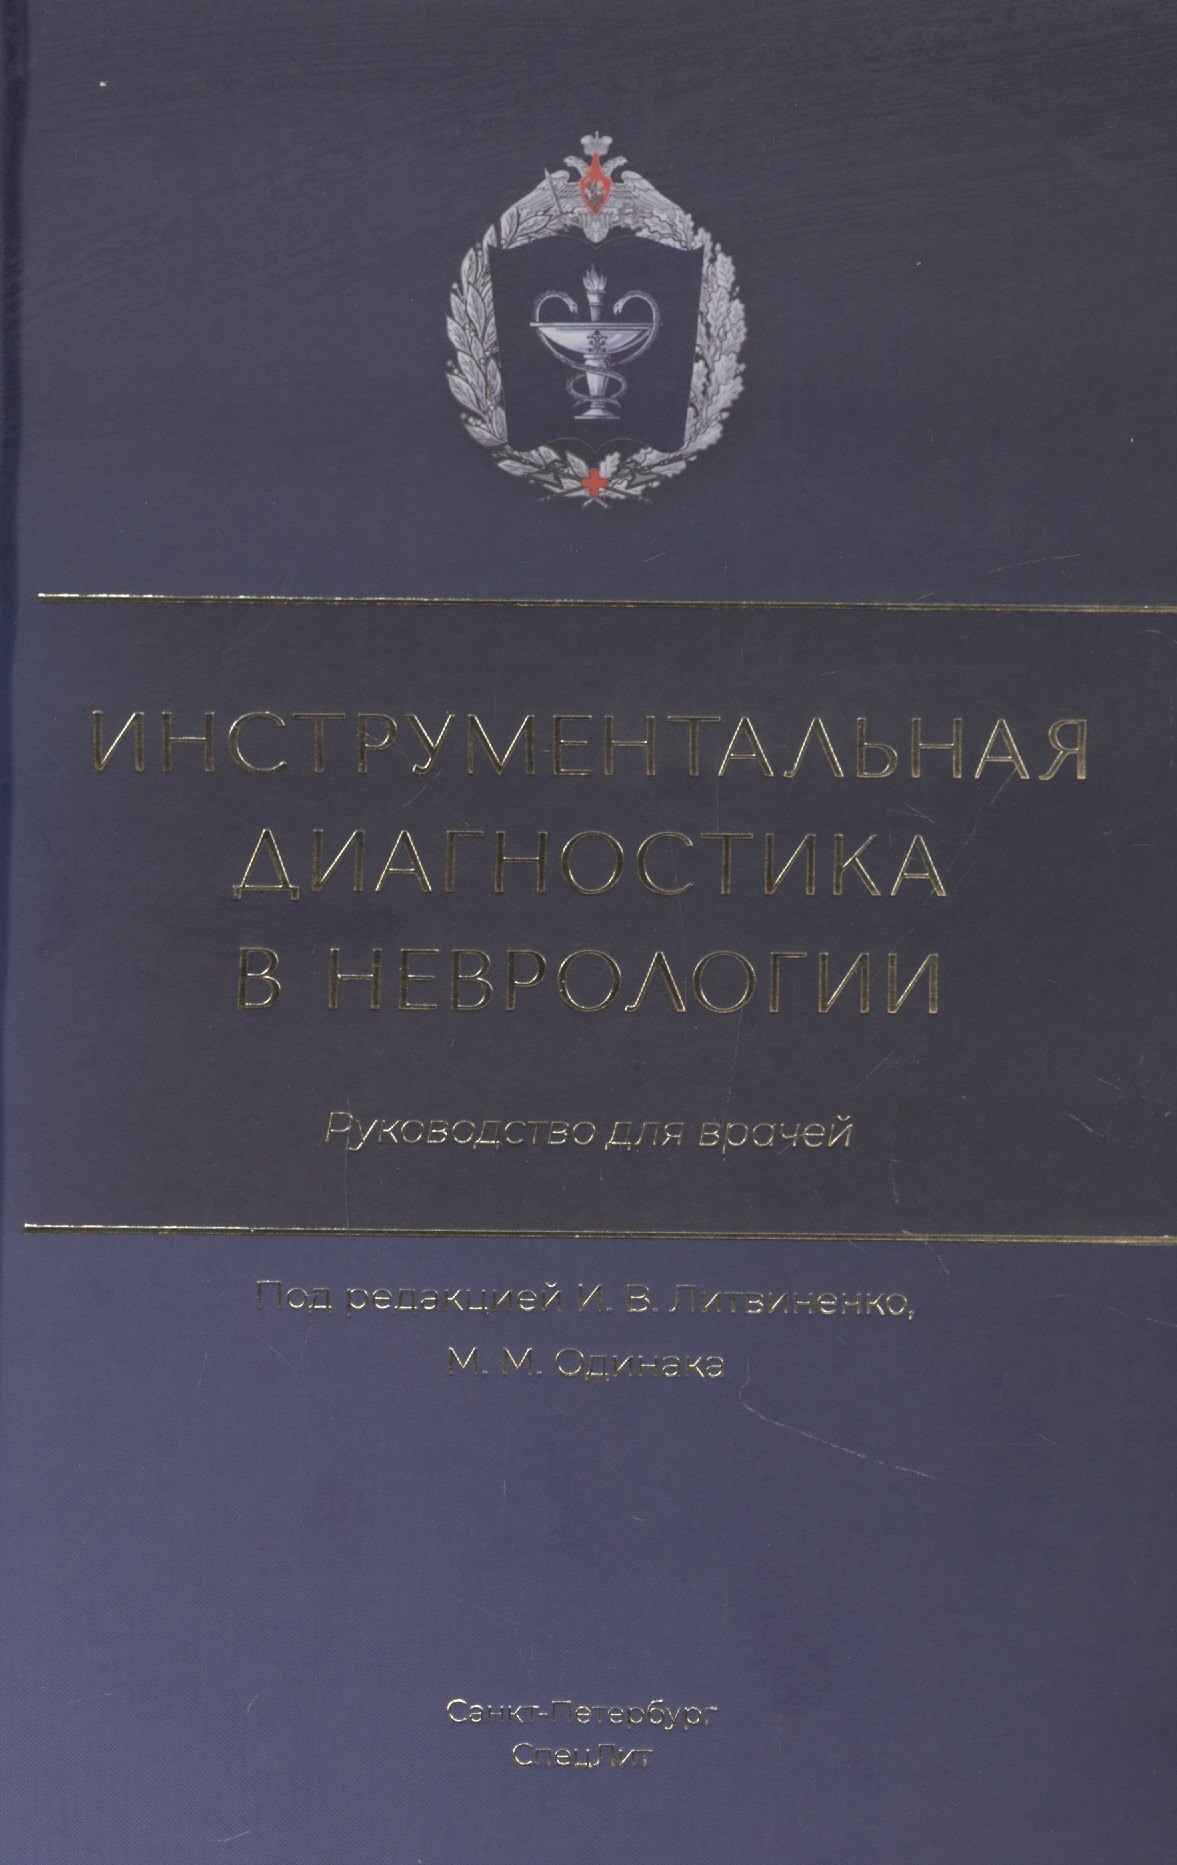 ИНСТРУМЕНТАЛЬНАЯ
ДИАГНОСТИКА
В НЕВРОЛОГИИ
Руководство для врачей
Под редакцией И. В. Литвиненко,
М. М. Одинака
Санкт-Петербург
СпецЛит